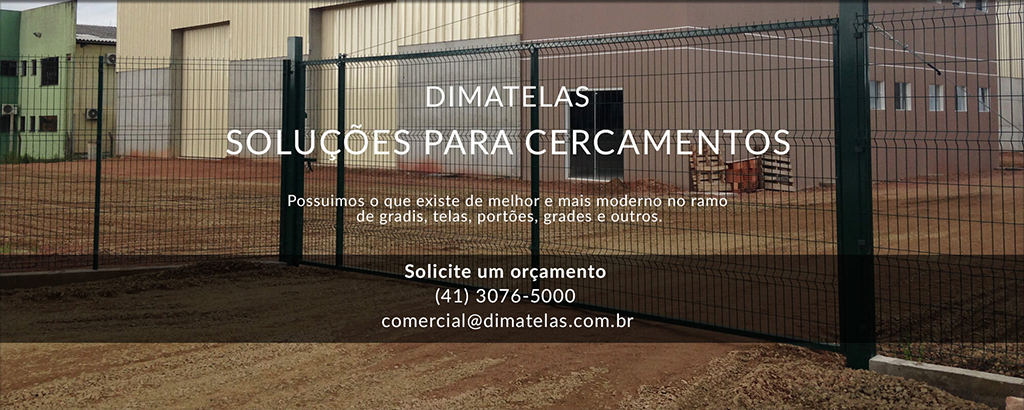 DIMATELAS
SOLUÇÕES PARA CERCAMENTOS
Possuimos o que existe de melhor e mais moderno no ramo
de gradis, telas, portões, grades e outros.
Solicite um orçamento
(41) 3076-5000
comercial@dimatelas.com.br